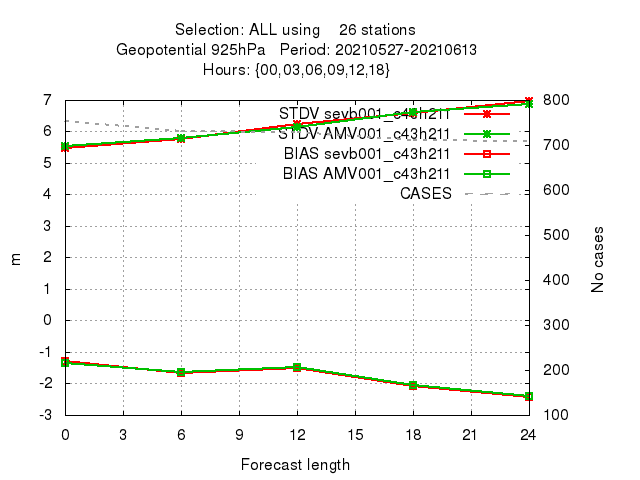 Selection: ALL using 26 stations
Geopotential 925hPa Period: 20210527-20210613
Hours: {00,03,06,09,12,18}
STDV sevb001_c43h211
STDV AMV001_c43h211
BIAS sevb001_c43h211
BIAS AMV001_c43h211
CASES
7
6
5
4
3
2
1
0
-1
-2
-3
m
800
700
600
500
400
300
200
100
No cases
0 3 6 9 12 15 18 21 24
Forecast length